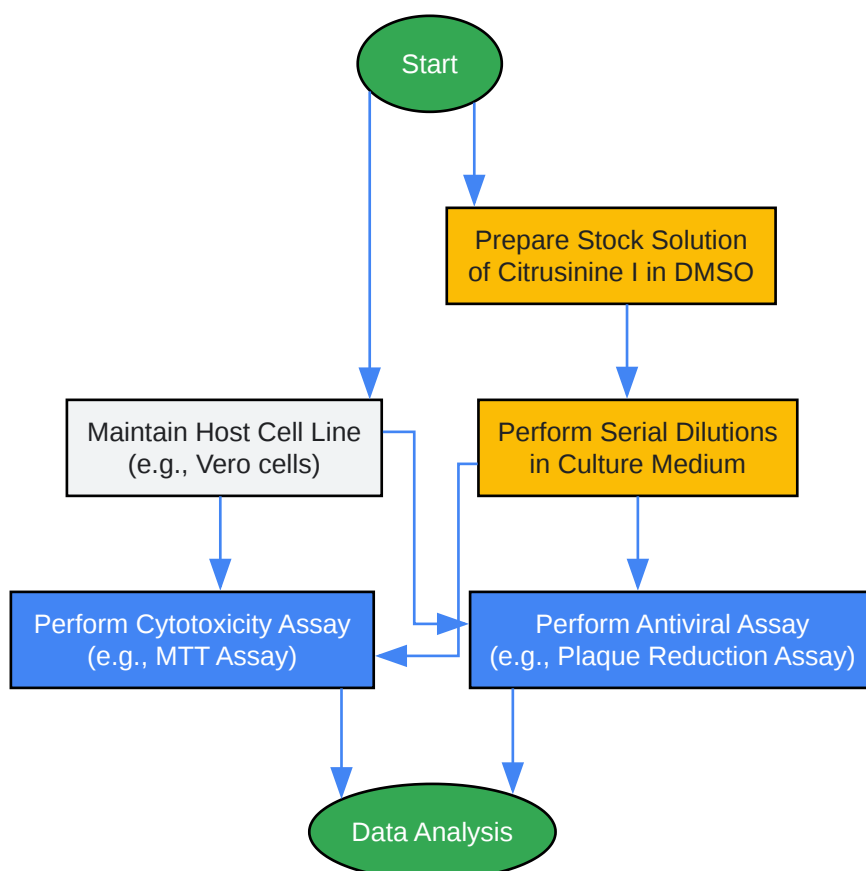 Start
Prepare Stock Solution
of Citrusinine I in DMSO
Maintain Host Cell Line
(e.g., Vero cells)
Perform Serial Dilutions
in Culture Medium
Perform Cytotoxicity Assay
(e.g., MTT Assay)
Perform Antiviral Assay
(e.g., Plaque Reduction Assay)
Data Analysis